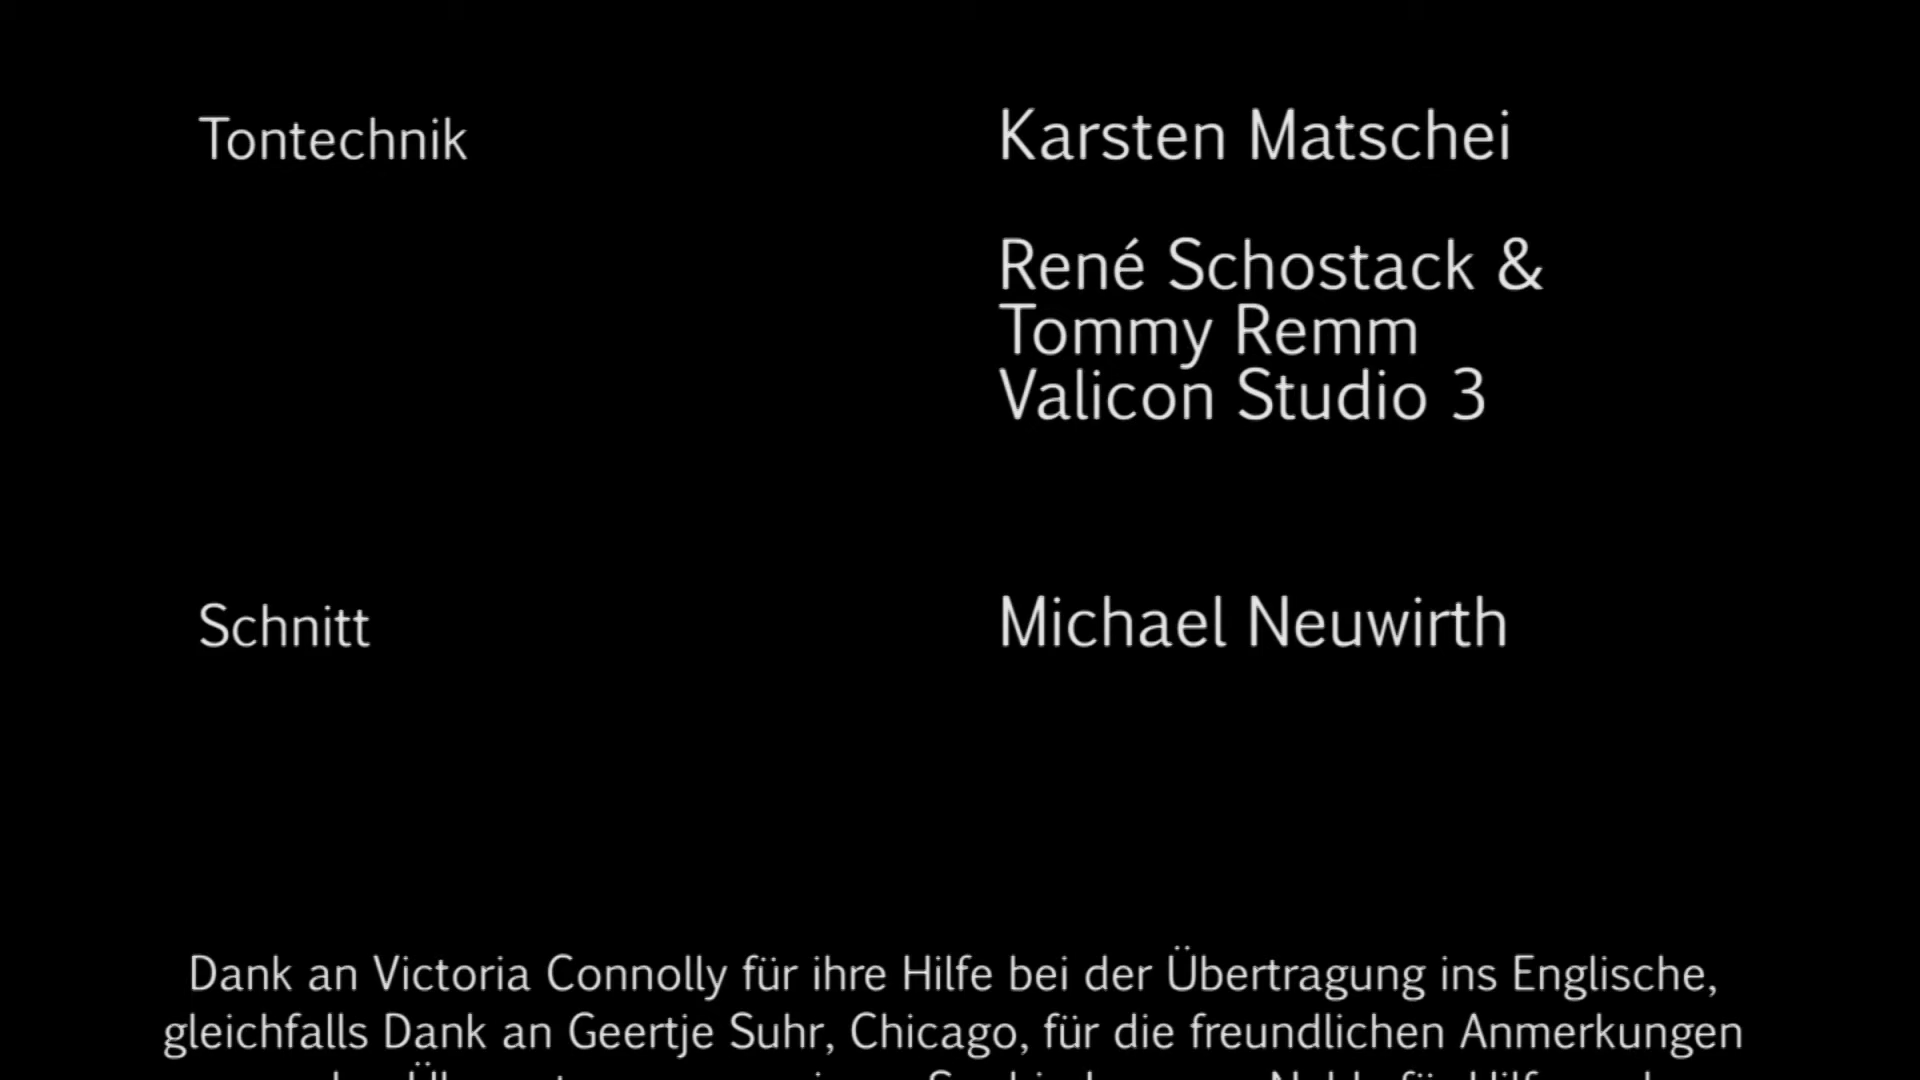 Tontechnik Karsten Matschei
René Schostack &
Tommy Remm
Valicon Studio 3
Schnitt Michael Neuwirth
Dank an Victoria Connolly für ihre Hilfe bei der Übertragung ins Englische,
gleichfalls Dank an Geertje Suhr, Chicago, für die freundlichen Anmerkungen